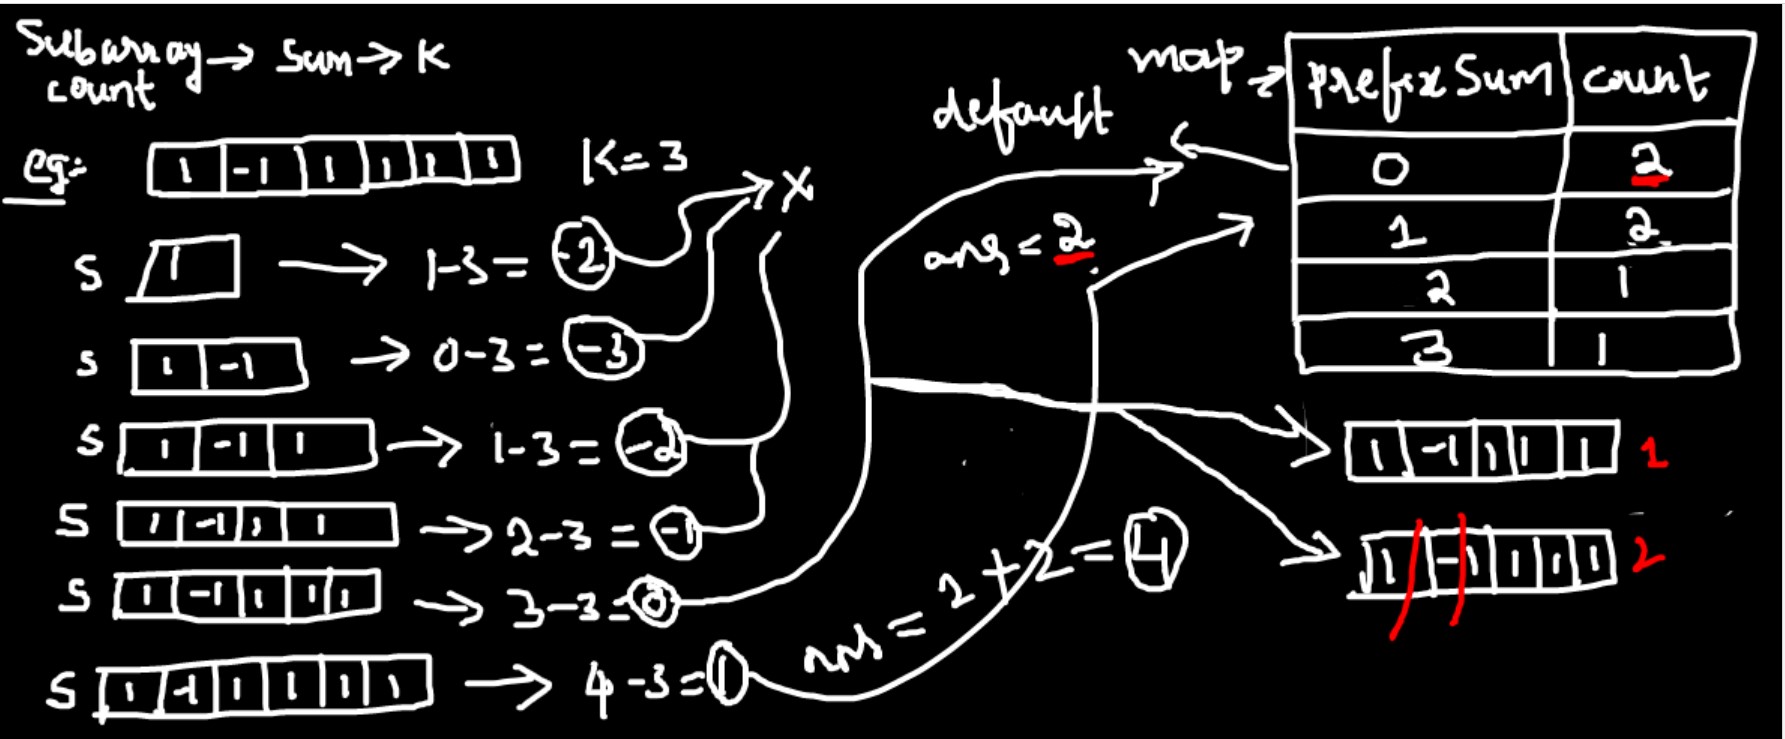 Subarray → Sum → K
count
eg:- 1 -1 1 1 1 1 K = 3
S 1 → 1-3 = -2 → X
S 1 -1 → 0-3 = -3
S 1 -1 1 → 1-3 = -2
S 1 -1 1 1 → 2-3 = -1
S 1 -1 1 1 1 → 3-3 = 0
S 1 -1 1 1 1 1 → 4-3 = 1
default
ans = 2
ans = 2 + 2 = 4
map →
prefix Sum count
0 2
1 2
2 1
3 1
1 -1 1 1 1 1
1 -1 1 1 1 2